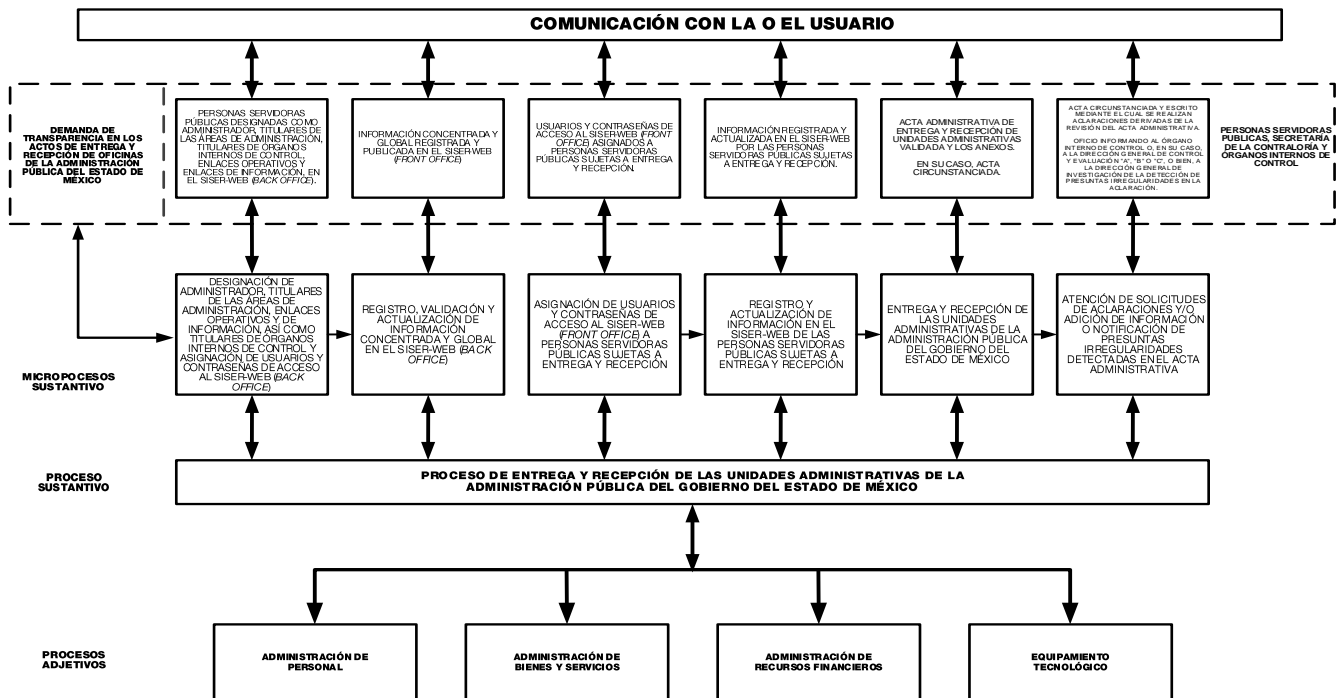 COMUNICACIÓN CON LA O EL USUARIO
DEMANDA DE
TRANSPARENCIA EN LOS
ACTOS DE ENTREGA Y
RECEPCIÓN DE OFICINAS
DE LA ADMINISTRACIÓN
PÚBLICA DEL ESTADO DE
MÉXICO
PERSONAS SERVIDORAS
PÚBLICAS DESIGNADAS COMO
ADMINISTRADOR, TITULARES DE
LAS ÁREAS DE ADMINISTRACIÓN,
TITULARES DE ÓRGANOS
INTERNOS DE CONTROL,
ENLACES OPERATIVOS Y
ENLACES DE INFORMACIÓN, EN
EL SISER-WEB (BACK OFFICE).
INFORMACIÓN CONCENTRADA Y
GLOBAL REGISTRADA Y
PUBLICADA EN EL SISER-WEB
(FRONT OFFICE)
USUARIOS Y CONTRASEÑAS DE
ACCESO AL SISER-WEB (FRONT
OFFICE) ASIGNADOS A
PERSONAS SERVIDORAS
PÚBLICAS SUJETAS A ENTREGA
Y RECEPCIÓN.
INFORMACIÓN REGISTRADA Y
ACTUALIZADA EN EL SISER-WEB
POR LAS PERSONAS
SERVIDORAS PÚBLICAS SUJETAS
A ENTREGA Y RECEPCIÓN.
ACTA ADMINISTRATIVA DE
ENTREGA Y RECEPCIÓN DE
UNIDADES ADMINISTRATIVAS
VALIDADA Y LOS ANEXOS.
EN SU CASO, ACTA
CIRCUNSTANCIADA.
ACTA CIRCUNSTANCIADA Y ESCRITO
MEDIANTE EL CUAL SE REALIZAN
ACLARACIONES DERIVADAS DE LA
REVISIÓN DEL ACTA ADMINISTRATIVA.
OFICIO INFORMANDO AL ÓRGANO
INTERNO DE CONTROL O, EN SU CASO,
A LA DIRECCIÓN GENERAL DE CONTROL
Y EVALUACIÓN "A", "B" O "C", O BIEN, A
LA DIRECCIÓN GENERAL DE
INVESTIGACIÓN DE LA DETECCIÓN DE
PRESUNTAS IRREGULARIDADES EN LA
ACLARACIÓN.
PERSONAS SERVIDORAS
PÚBLICAS, SECRETARÍA
DE LA CONTRALORÍA Y
ÓRGANOS INTERNOS DE
CONTROL
MICROPOCESOS
SUSTANTIVO
DESIGNACIÓN DE
ADMINISTRADOR, TITULARES
DE LAS ÁREAS DE
ADMINISTRACIÓN, ENLACES
OPERATIVOS Y DE
INFORMACIÓN, ASÍ COMO
TITULARES DE ÓRGANOS
INTERNOS DE CONTROL Y
ASIGNACIÓN DE USUARIOS Y
CONTRASEÑAS DE ACCESO
AL SISER-WEB (BACK
OFFICE)
REGISTRO, VALIDACIÓN Y
ACTUALIZACIÓN DE
INFORMACIÓN
CONCENTRADA Y GLOBAL
EN EL SISER-WEB (BACK
OFFICE)
ASIGNACIÓN DE USUARIOS
Y CONTRASEÑAS DE
ACCESO AL SISER-WEB
(FRONT OFFICE) A
PERSONAS SERVIDORAS
PÚBLICAS SUJETAS A
ENTREGA Y RECEPCIÓN
REGISTRO Y
ACTUALIZACIÓN DE
INFORMACIÓN EN EL
SISER-WEB DE LAS
PERSONAS SERVIDORAS
PÚBLICAS SUJETAS A
ENTREGA Y RECEPCIÓN
ENTREGA Y RECEPCIÓN DE
LAS UNIDADES
ADMINISTRATIVAS DE LA
ADMINISTRACIÓN PÚBLICA
DEL GOBIERNO DEL
ESTADO DE MÉXICO
ATENCIÓN DE SOLICITUDES
DE ACLARACIONES Y/O
ADICIÓN DE INFORMACIÓN
O NOTIFICACIÓN DE
PRESUNTAS
IRREGULARIDADES
DETECTADAS EN EL ACTA
ADMINISTRATIVA
PROCESO
SUSTANTIVO
PROCESO DE ENTREGA Y RECEPCIÓN DE LAS UNIDADES ADMINISTRATIVAS DE LA
ADMINISTRACIÓN PÚBLICA DEL GOBIERNO DEL ESTADO DE MÉXICO
PROCESOS
ADJETIVOS
ADMINISTRACIÓN DE
PERSONAL
ADMINISTRACIÓN DE
BIENES Y SERVICIOS
ADMINISTRACIÓN DE
RECURSOS FINANCIEROS
EQUIPAMIENTO
TECNOLÓGICO